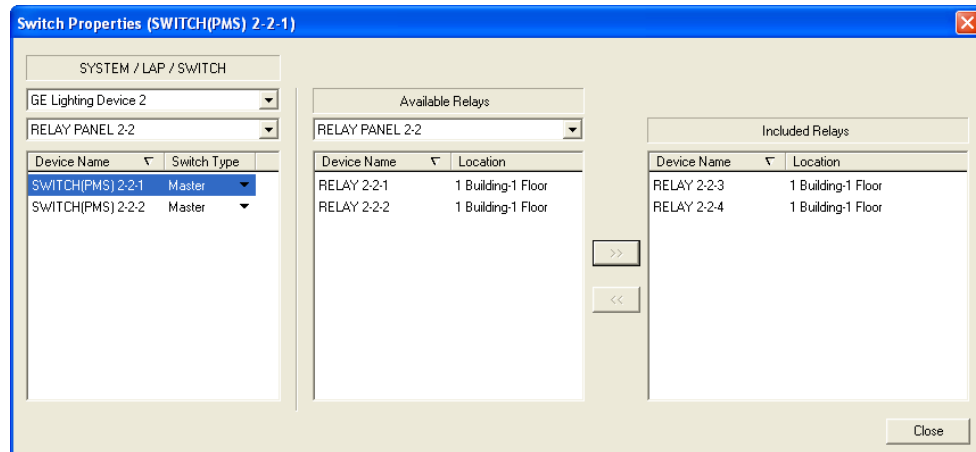 Switch Properties (SWITCH(PMS) 2-2-1)
SYSTEM / LAP / SWITCH
GE Lighting Device 2
RELAY PANEL 2-2
Device Name Switch Type
SWITCH(PMS) 2-2-1 Master
SWITCH(PMS) 2-2-2 Master
Available Relays
RELAY PANEL 2-2
Device Name Location
RELAY 2-2-1 1 Building-1 Floor
RELAY 2-2-2 1 Building-1 Floor
>>
<<
Included Relays
Device Name Location
RELAY 2-2-3 1 Building-1 Floor
RELAY 2-2-4 1 Building-1 Floor
Close